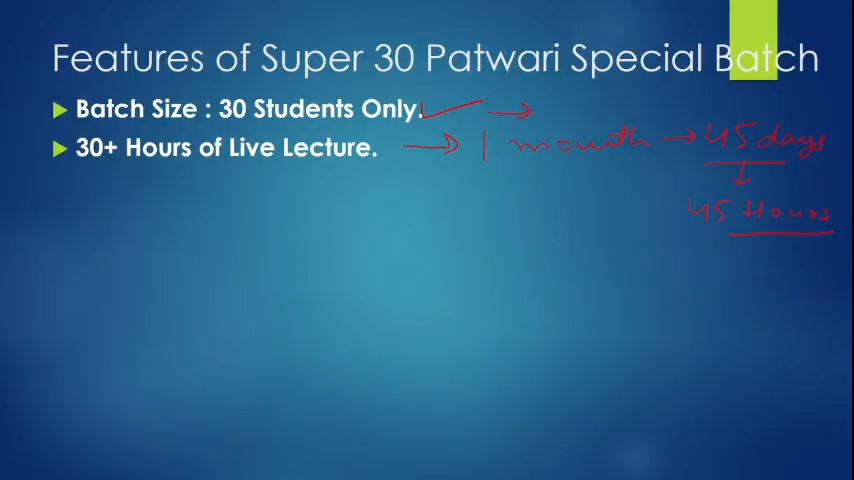 Features of Super 30 Patwari Special Batch
Batch Size : 30 Students Only. →
30+ Hours of Live Lecture. → 1 month → 45 days
45 Hours